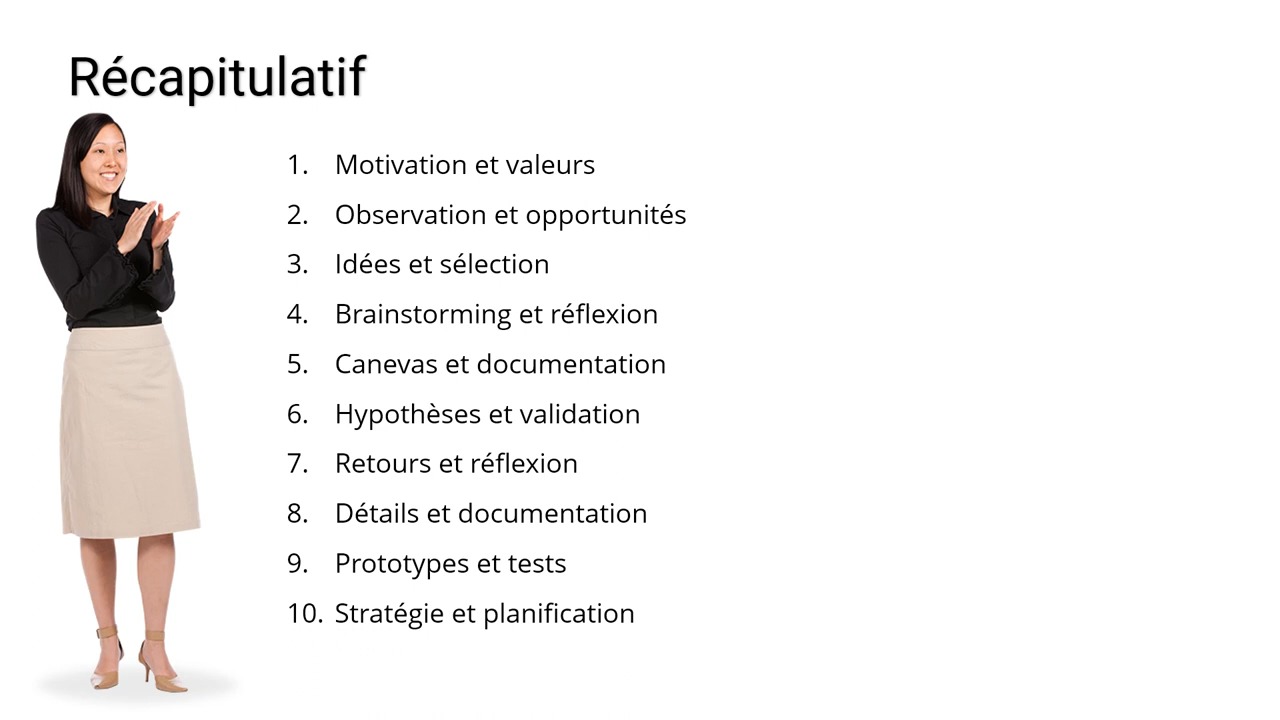 Récapitulatif
1. Motivation et valeurs
2. Observation et opportunités
3. Idées et sélection
4. Brainstorming et réflexion
5. Canevas et documentation
6. Hypothèses et validation
7. Retours et réflexion
8. Détails et documentation
9. Prototypes et tests
10. Stratégie et planification